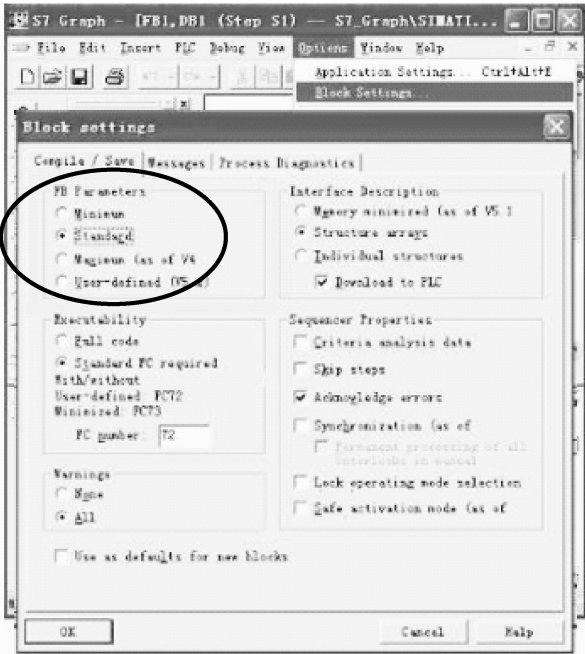 S7 Graph - [FB1,DB1 (Step S1) — S7_Graph\SIMATI...
File Edit Insert PLC Debug View Options Window Help
Application Settings... Ctrl+Alt+E
Block Settings...
Block settings
Compile / Save Messages Process Diagnostics
FB Parameters
Minimum
Standard
Maximum (as of V4
User-defined (V5.x)
Interface Description
Memory minimized (as of V5.1
Structure arrays
Individual structures
Download to PLC
Executability
Full code
Standard FC required
With/without
User-defined: FC72
Minimized: FC73
FC number: 72
Sequencer Properties
Criteria analysis data
Skip steps
Acknowledge errors
Synchronization (as of
Permanent processing of all
interlocks in manual
Lock operating mode selection
Safe activation mode (as of
Warnings
None
All
Use as defaults for new blocks
OK Cancel Help